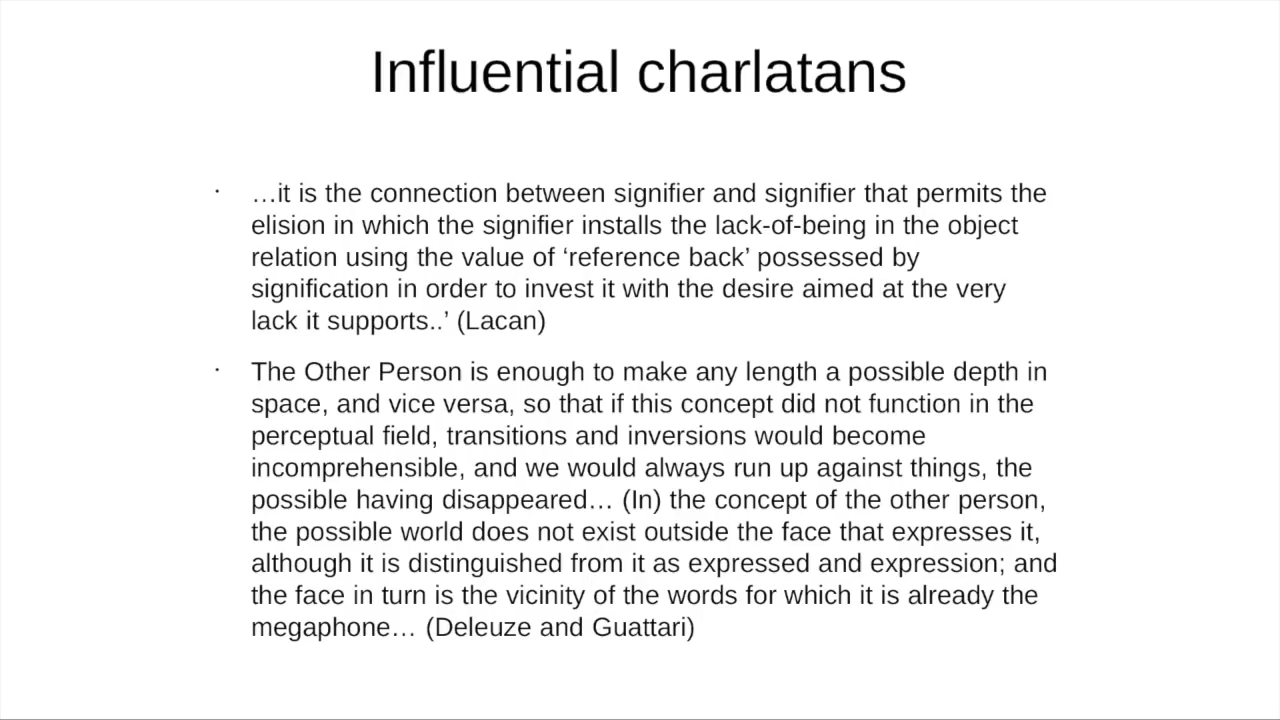 Influential charlatans
· …it is the connection between signifier and signifier that permits the
elision in which the signifier installs the lack-of-being in the object
relation using the value of ‘reference back’ possessed by
signification in order to invest it with the desire aimed at the very
lack it supports..’ (Lacan)
· The Other Person is enough to make any length a possible depth in
space, and vice versa, so that if this concept did not function in the
perceptual field, transitions and inversions would become
incomprehensible, and we would always run up against things, the
possible having disappeared… (In) the concept of the other person,
the possible world does not exist outside the face that expresses it,
although it is distinguished from it as expressed and expression; and
the face in turn is the vicinity of the words for which it is already the
megaphone… (Deleuze and Guattari)